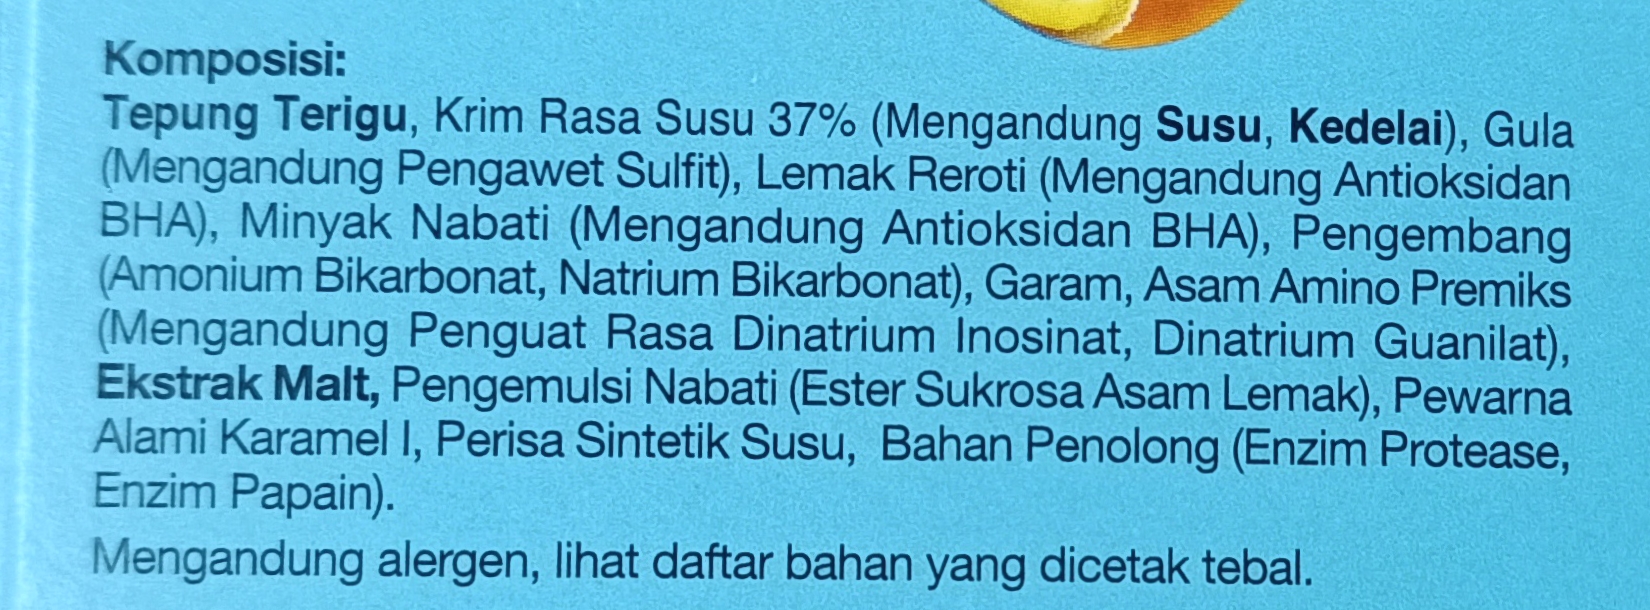 Komposisi:
Tepung Terigu, Krim Rasa Susu 37% (Mengandung Susu, Kedelai), Gula
(Mengandung Pengawet Sulfit), Lemak Reroti (Mengandung Antioksidan
BHA), Minyak Nabati (Mengandung Antioksidan BHA), Pengembang
(Amonium Bikarbonat, Natrium Bikarbonat), Garam, Asam Amino Premiks
(Mengandung Penguat Rasa Dinatrium Inosinat, Dinatrium Guanilat),
Ekstrak Malt, Pengemulsi Nabati (Ester Sukrosa Asam Lemak), Pewarna
Alami Karamel I, Perisa Sintetik Susu, Bahan Penolong (Enzim Protease,
Enzim Papain).
Mengandung alergen, lihat daftar bahan yang dicetak tebal.